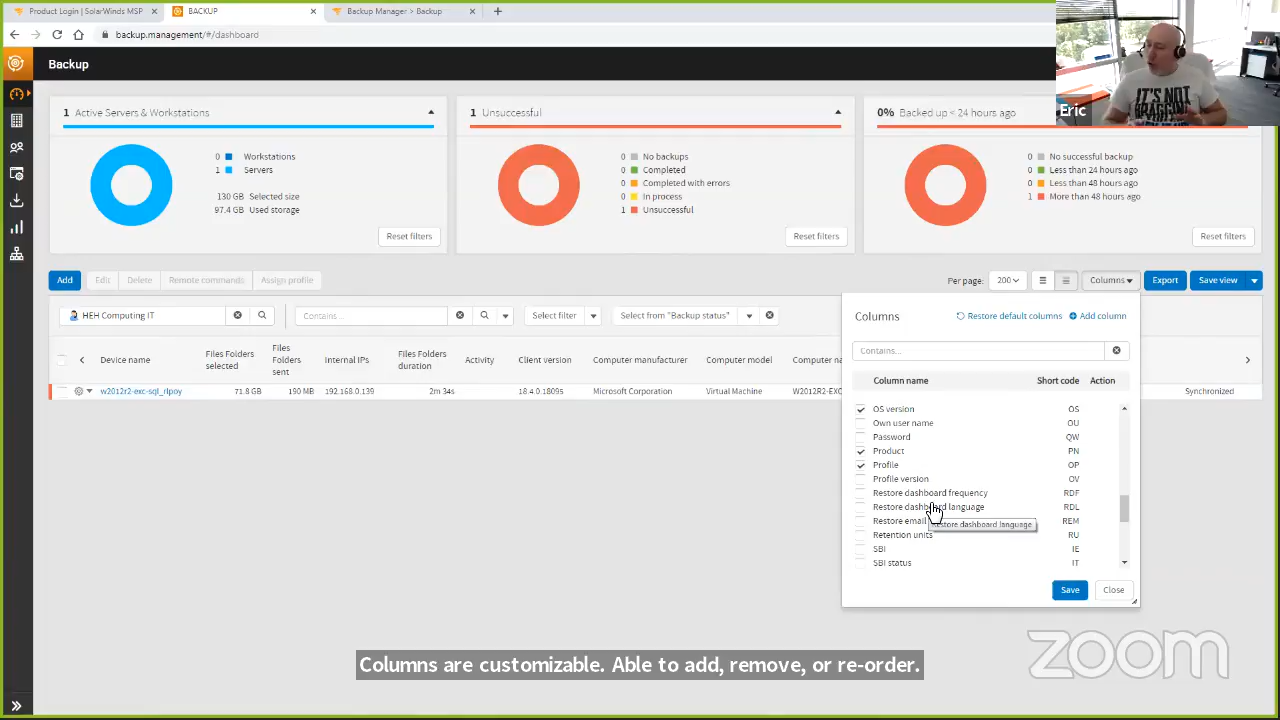 Product Login | SolarWinds MSP
BACKUP
Backup Manager > Backup
backup.management/#/dashboard
Backup
1 Active Servers & Workstations
0 Workstations
1 Servers
130 GB Selected size
97.4 GB Used storage
Reset filters
1 Unsuccessful
0 No backups
0 Completed
0 Completed with errors
0 In process
1 Unsuccessful
Reset filters
0% Backed up < 24 hours ago
0 No successful backup
0 Less than 24 hours ago
0 Less than 48 hours ago
1 More than 48 hours ago
Reset filters
IT'S NOT
Eric
Add Edit Delete Remote commands Assign profile
Per page: 200 Columns Export Save view
HEH Computing IT Contains... Select filter Select from "Backup status"
Device name
Files Folders
selected
Files
Folders
sent
Internal IPs
Files Folders
duration
Activity
Client version
Computer manufacturer
Computer model
Computer na
w2012r2-exc-sql_rlpoy 71.8 GB 190 MB 192.168.0.139 2m 34s 18.4.0.18095 Microsoft Corporation Virtual Machine W2012R2-EXC Synchronized
Columns Restore default columns Add column
Contains...
Column name Short code Action
OS version OS
Own user name OU
Password QW
Product PN
Profile OP
Profile version OV
Restore dashboard frequency RDF
Restore dashboard language RDL
Restore email REM
Restore dashboard language
Retention units RU
SBI IE
SBI status IT
Save Close
Columns are customizable. Able to add, remove, or re-order.
zoom